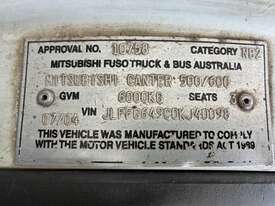 APPROVAL NO. 10758 CATEGORY NB2
MITSUBISHI FUSO TRUCK & BUS AUSTRALIA
MITSUBISHI CANTER 500/600
GVM 6000KG SEATS 3
07/04 VIN
THIS VEHICLE WAS MANUFACTURED TO COMPLY
WITH THE MOTOR VEHICLE STANDARDS ACT 1989